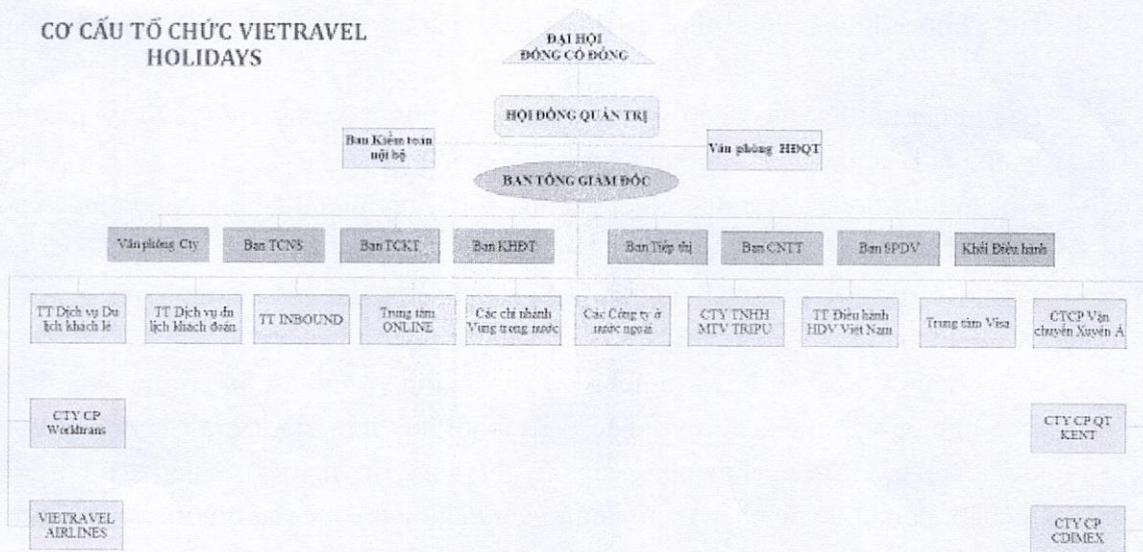 CƠ CẤU TỔ CHỨC VIETRAVEL
HOLIDAYS
ĐẠI HỘI
ĐỒNG CỔ ĐÔNG
HỘI ĐỒNG QUẢN TRỊ
Ban Kiểm toán
nội bộ
Văn phòng HĐQT
BAN TỔNG GIÁM ĐỐC
Văn phòng Cty
Ban TCNS
Ban TCKT
Ban KHĐT
Ban Tiếp thị
Ban CNTT
Ban SPDV
Khối Điều hành
TT Dịch vụ Du
lịch khách lẻ
TT Dịch vụ du
lịch khách đoàn
TT INBOUND
Trung tâm
ONLINE
Các chi nhánh
Vùng trong nước
Các Công ty ở
nước ngoài
CTY TNHH
MTV TRIPU
TT Điều hành
HDV Việt Nam
Trung tâm Visa
CTCP Vận
chuyển Xuyên Á
CTY CP
Worldtrans
CTY CP QT
KENT
VIETRAVEL
AIRLINES
CTY CP
CDIMEX